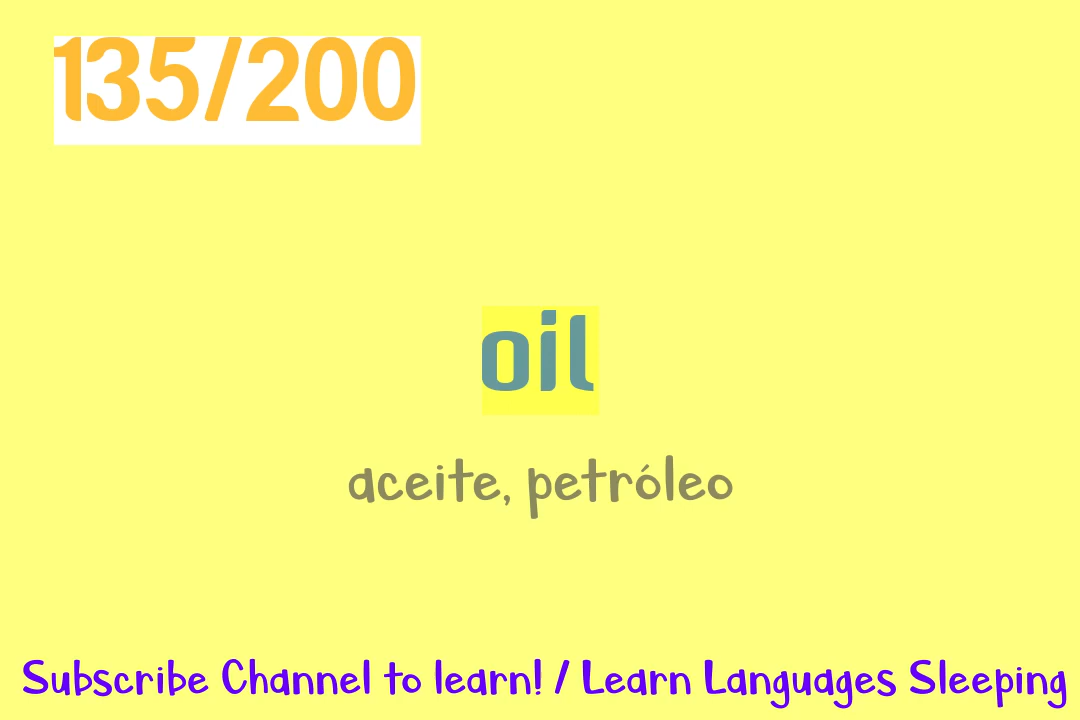 135/200
oil
aceite, petróleo
Subscribe Channel to learn! / Learn Languages Sleeping